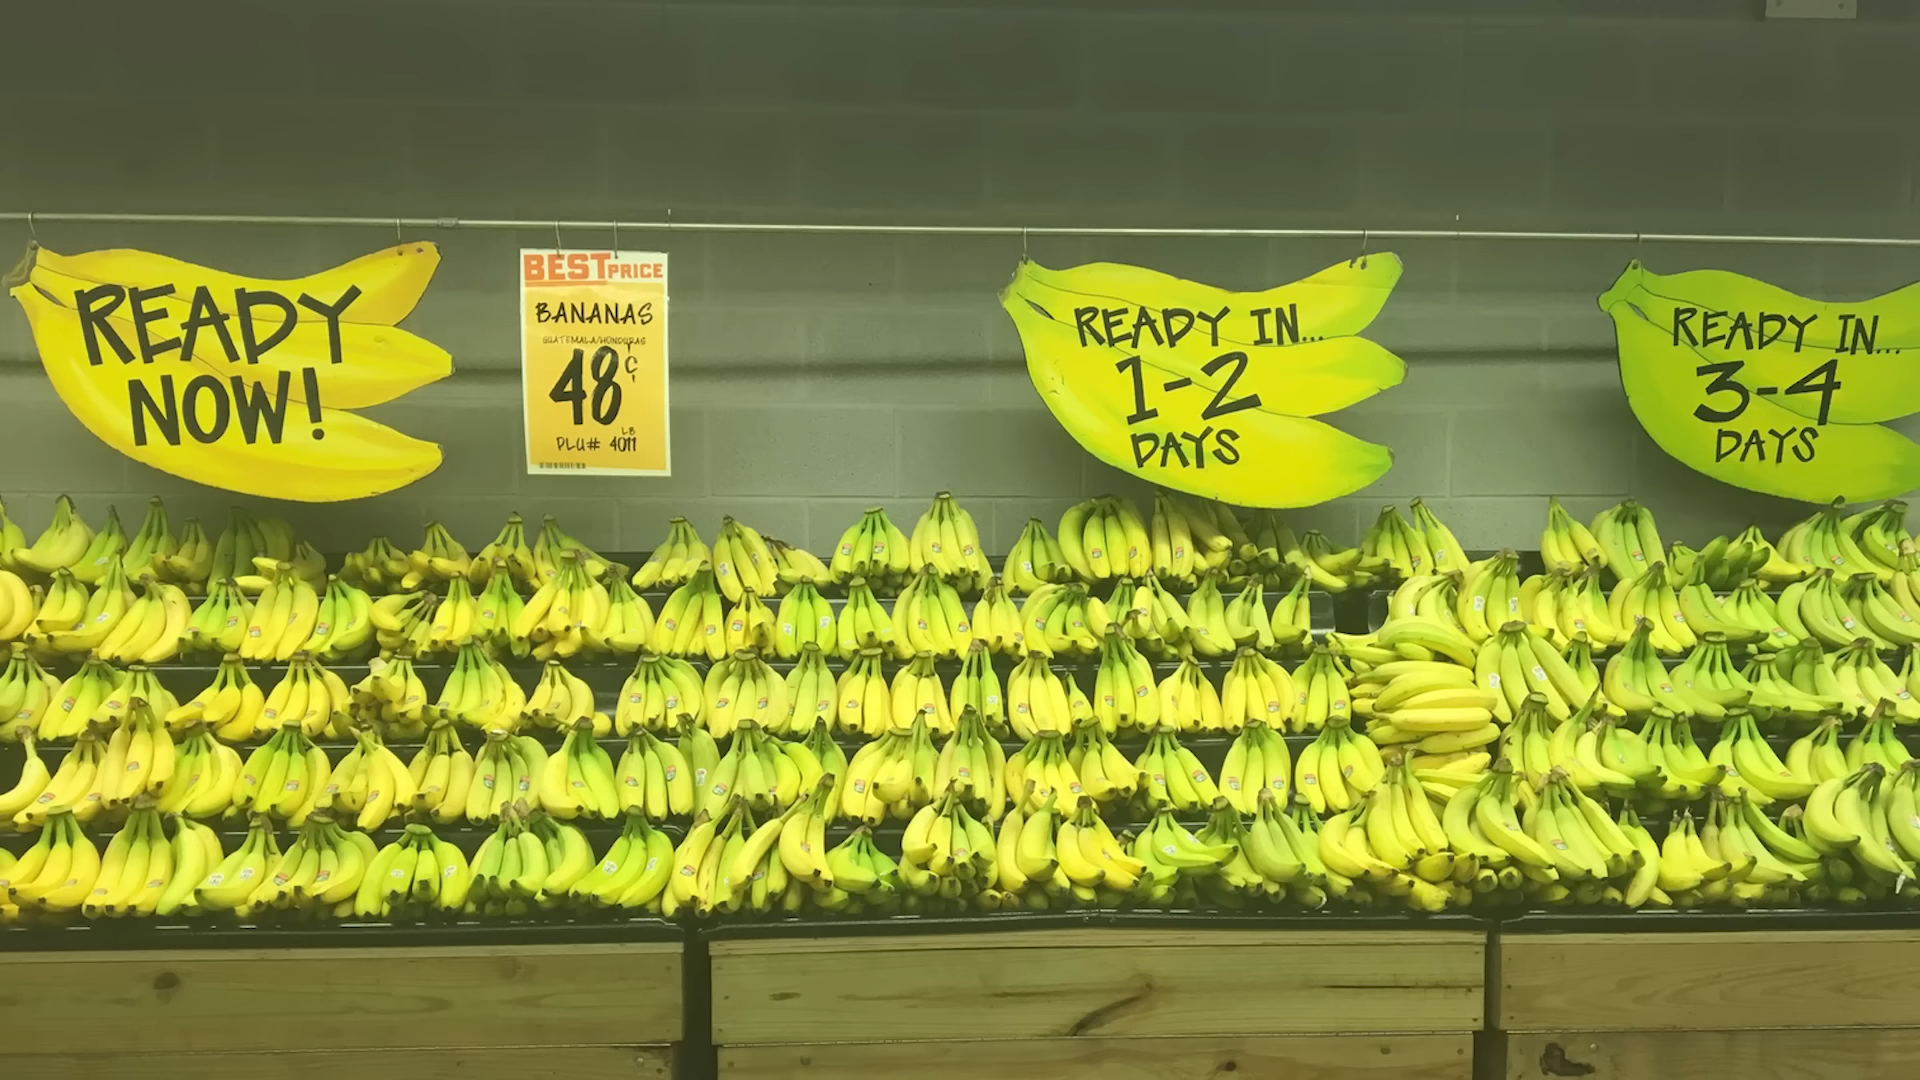 READY
NOW!
BEST PRICE
BANANAS
GUATEMALA/HONDURAS
48¢
LB
PLU# 4011
READY IN...
1-2
DAYS
READY IN...
3-4
DAYS